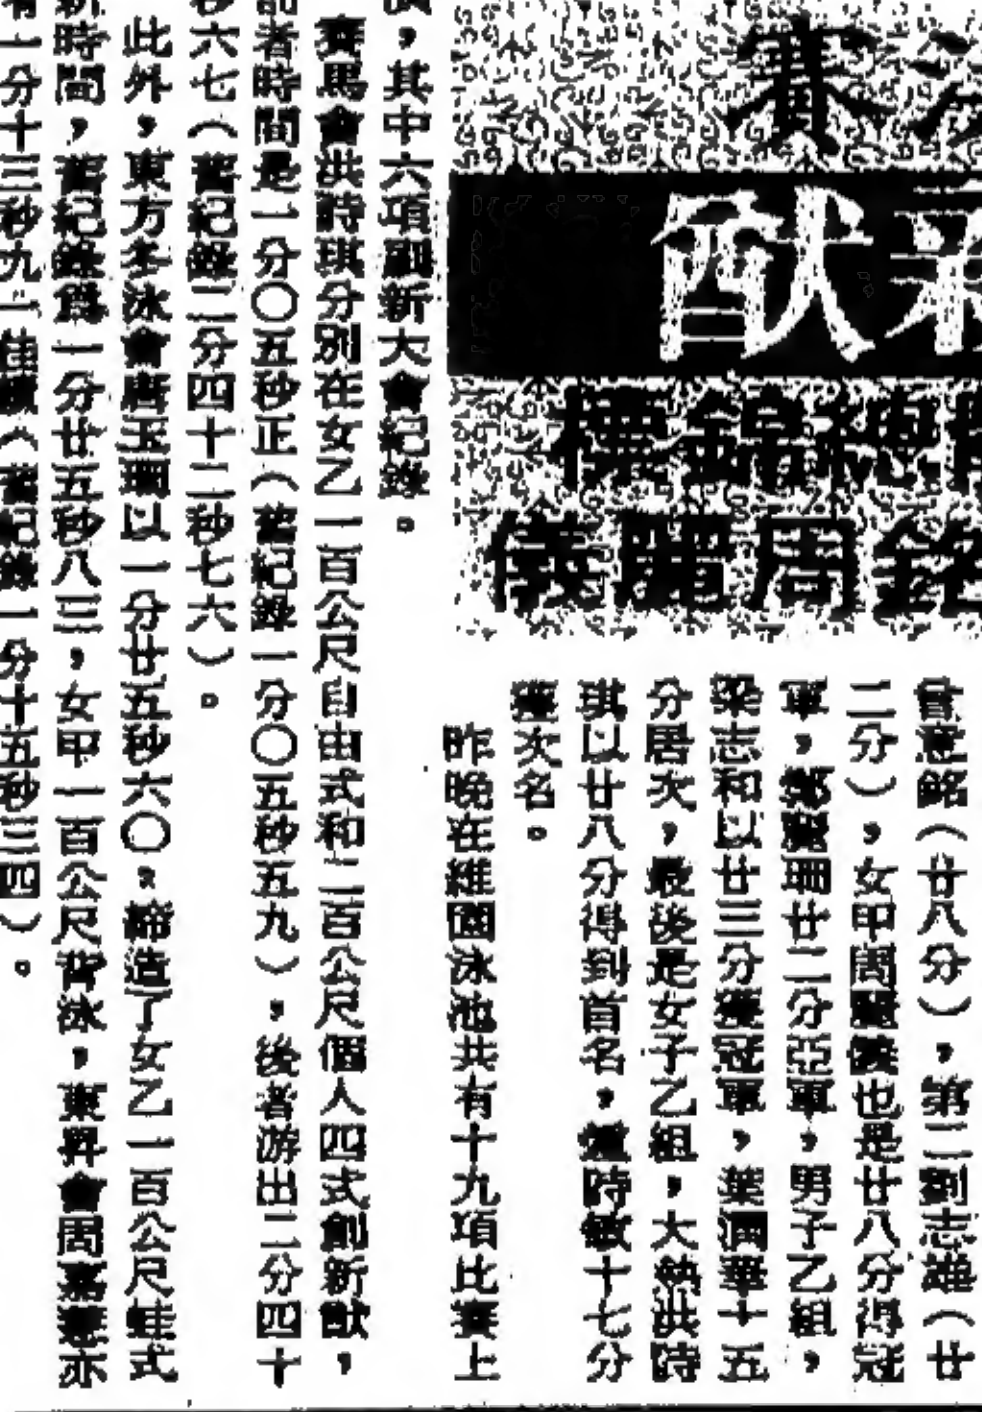 賽
猷彩
標錦總
儀麗周銘
曾憲銘（廿八分），第二劉志雄（廿
二分），女甲周麗儀也是廿八分得冠
軍，鄭麗珊廿二分亞軍，男子乙組，
梁志和以廿三分獲冠軍，葉潤華十五
分居次，最後是女子乙組，大熱洪時
琪以廿八分得到首名，時敏十七分
獲次名。
昨晚在維園泳池共有十九項比賽上
，其中六項創新大會紀錄。
賽馬會洪時琪分別在女乙一百公尺自由式和二百公尺個人四式創新猷，
前者時間是一分〇五秒正（舊紀錄一分〇五秒五九），後者游出二分四十
秒六七（舊紀錄二分四十二秒七六）。
此外，東方冬泳會唐玉珊以一分廿五秒六〇，締造了女乙一百公尺蛙式
新時間，舊紀錄爲一分廿五秒八三，女甲一百公尺背泳，東昇會周嘉蓮亦
有一分十三秒九一佳績（舊紀錄一分十五秒三四）。